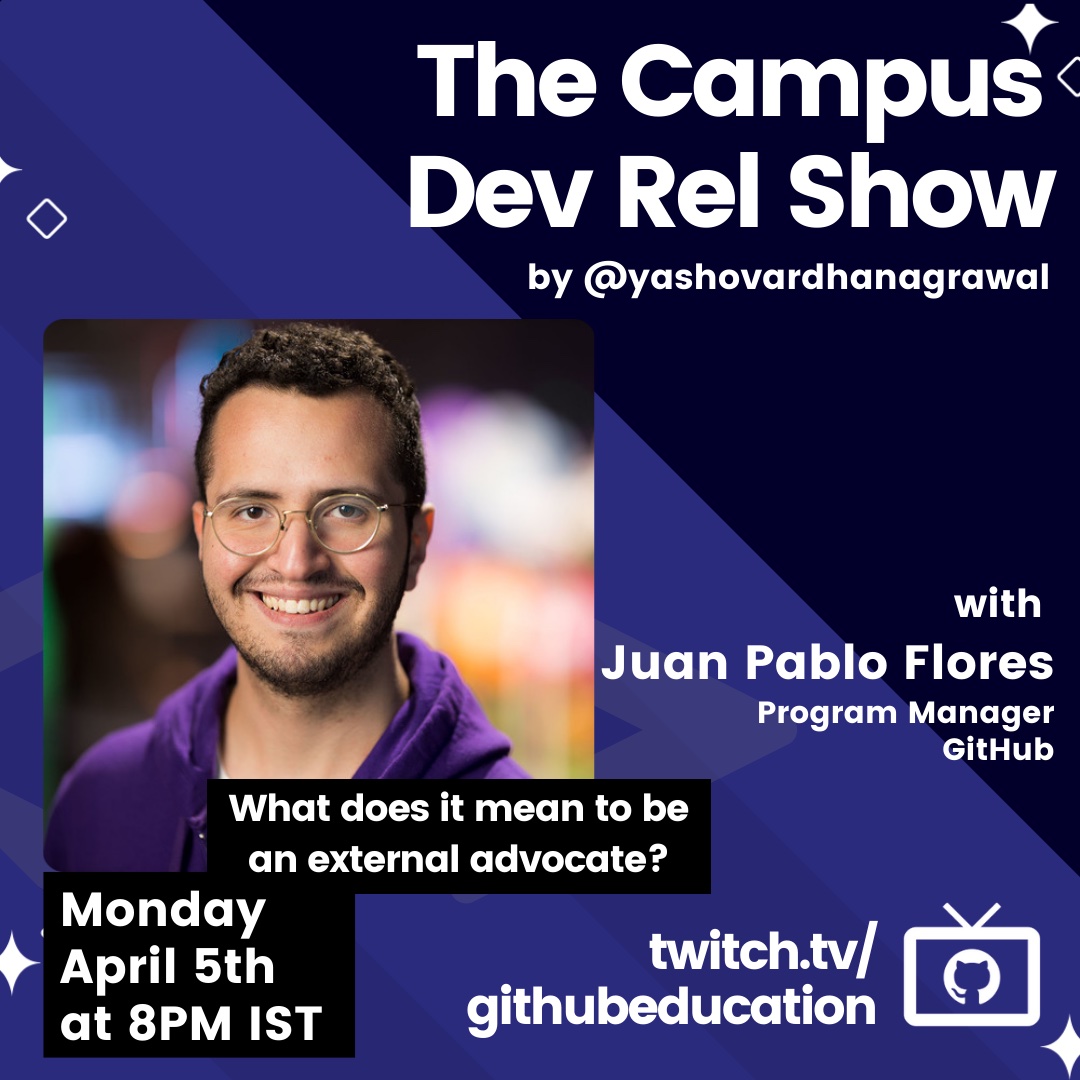 The Campus
Dev Rel Show
by @yashovardhanagrawal
with
Juan Pablo Flores
Program Manager
GitHub
What does it mean to be
an external advocate?
Monday
April 5th
at 8PM IST
twitch.tv/
githubeducation